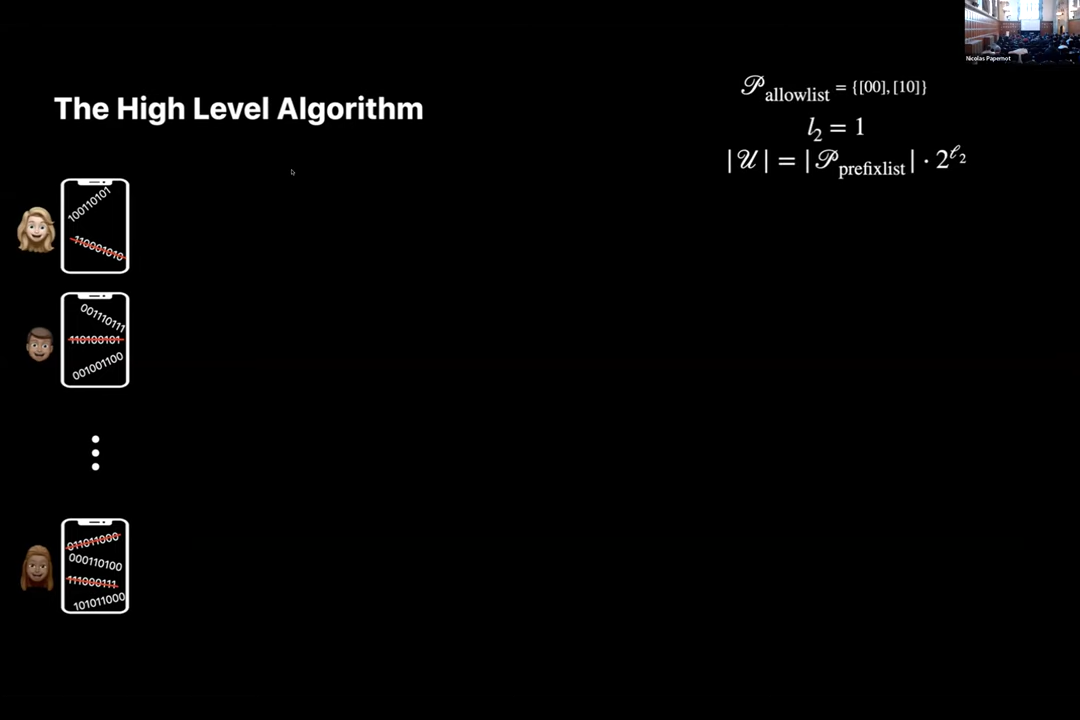 Nicolas Papernot
The High Level Algorithm
𝒫allowlist = {[00], [10]}
l₂ = 1
|𝒰| = |𝒫prefixlist| · 2^ℓ₂
100110101
110001010
001110111
110100101
001001100
011011000
000110100
111000111
101011000